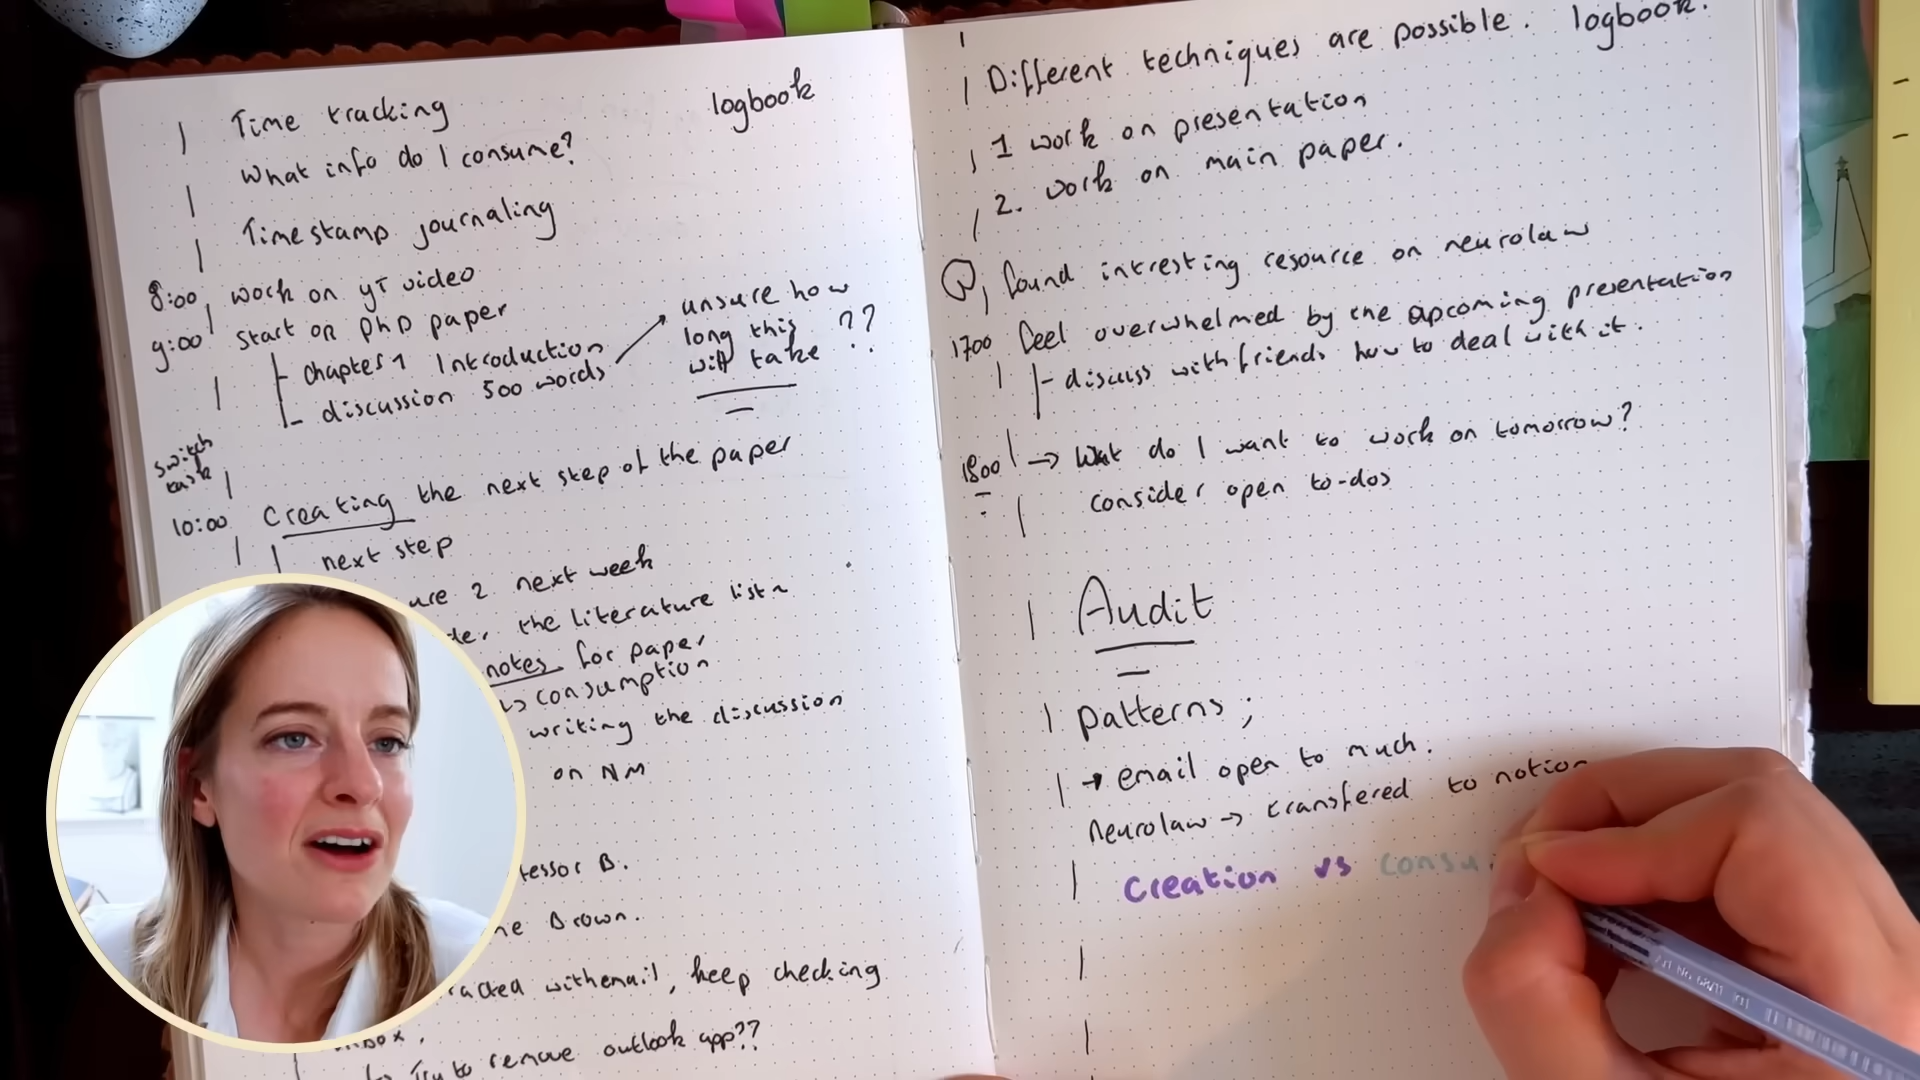 Time tracking
logbook
What info do I consume?
Timestamp journaling
8:00 work on YT video
9:00 start on PhD paper
chapter 1 Introduction
discussion 500 words
unsure how
long this ??
will take
switch
task
10:00 Creating the next step of the paper
next step
2 next week
the literature list
notes for paper
consumption
writing the discussion
on NM
B.
Brown.
with email, keep checking
Try to remove outlook app??
Different techniques are possible. logbook.
1 work on presentation
2. work on main paper.
found intresting resource on neurolaw
1700 feel overwhelmed by the upcoming presentation
discuss with friends how to deal with it.
1800 → What do I want to work on tomorrow?
consider open to-dos
Audit
patterns;
→ email open to much.
neurolaw → transfered to notion
Creation vs Consu